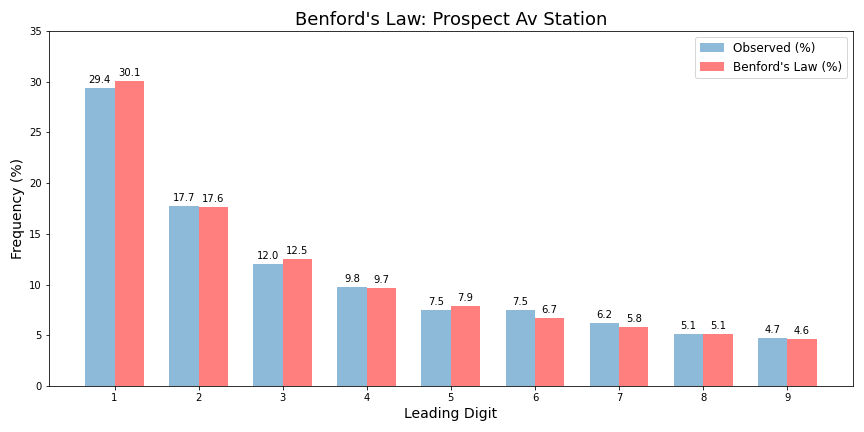 Benford's Law: Prospect Av Station
Observed (%)
Benford's Law (%)
Frequency (%)
35
30
25
20
15
10
5
0
29.4 30.1
17.7 17.6
12.0 12.5
9.8 9.7
7.5 7.9
7.5 6.7
6.2 5.8
5.1 5.1
4.7 4.6
1 2 3 4 5 6 7 8 9
Leading Digit